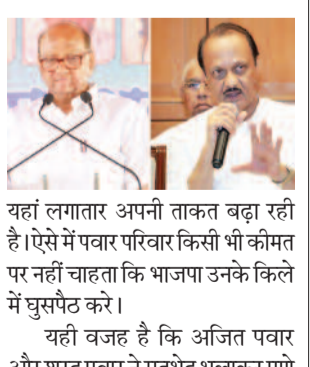 यहां लगातार अपनी ताकत बढ़ा रही
है।ऐसे में पवार परिवार किसी भी कीमत
पर नहीं चाहता कि भाजपा उनके किले
में घुसपैठ करे।
यही वजह है कि अजित पवार